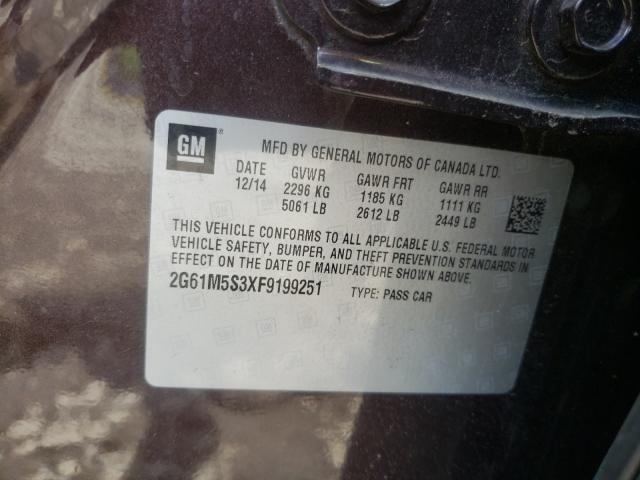 GM ®
MFD BY GENERAL MOTORS OF CANADA LTD.
DATE GVWR GAWR FRT GAWR RR
12/14 2296 KG 1185 KG 1111 KG
5061 LB 2612 LB 2449 LB
THIS VEHICLE CONFORMS TO ALL APPLICABLE U.S. FEDERAL MOTOR
VEHICLE SAFETY, BUMPER, AND THEFT PREVENTION STANDARDS IN
EFFECT ON THE DATE OF MANUFACTURE SHOWN ABOVE.
2G61M5S3XF9199251 TYPE: PASS CAR